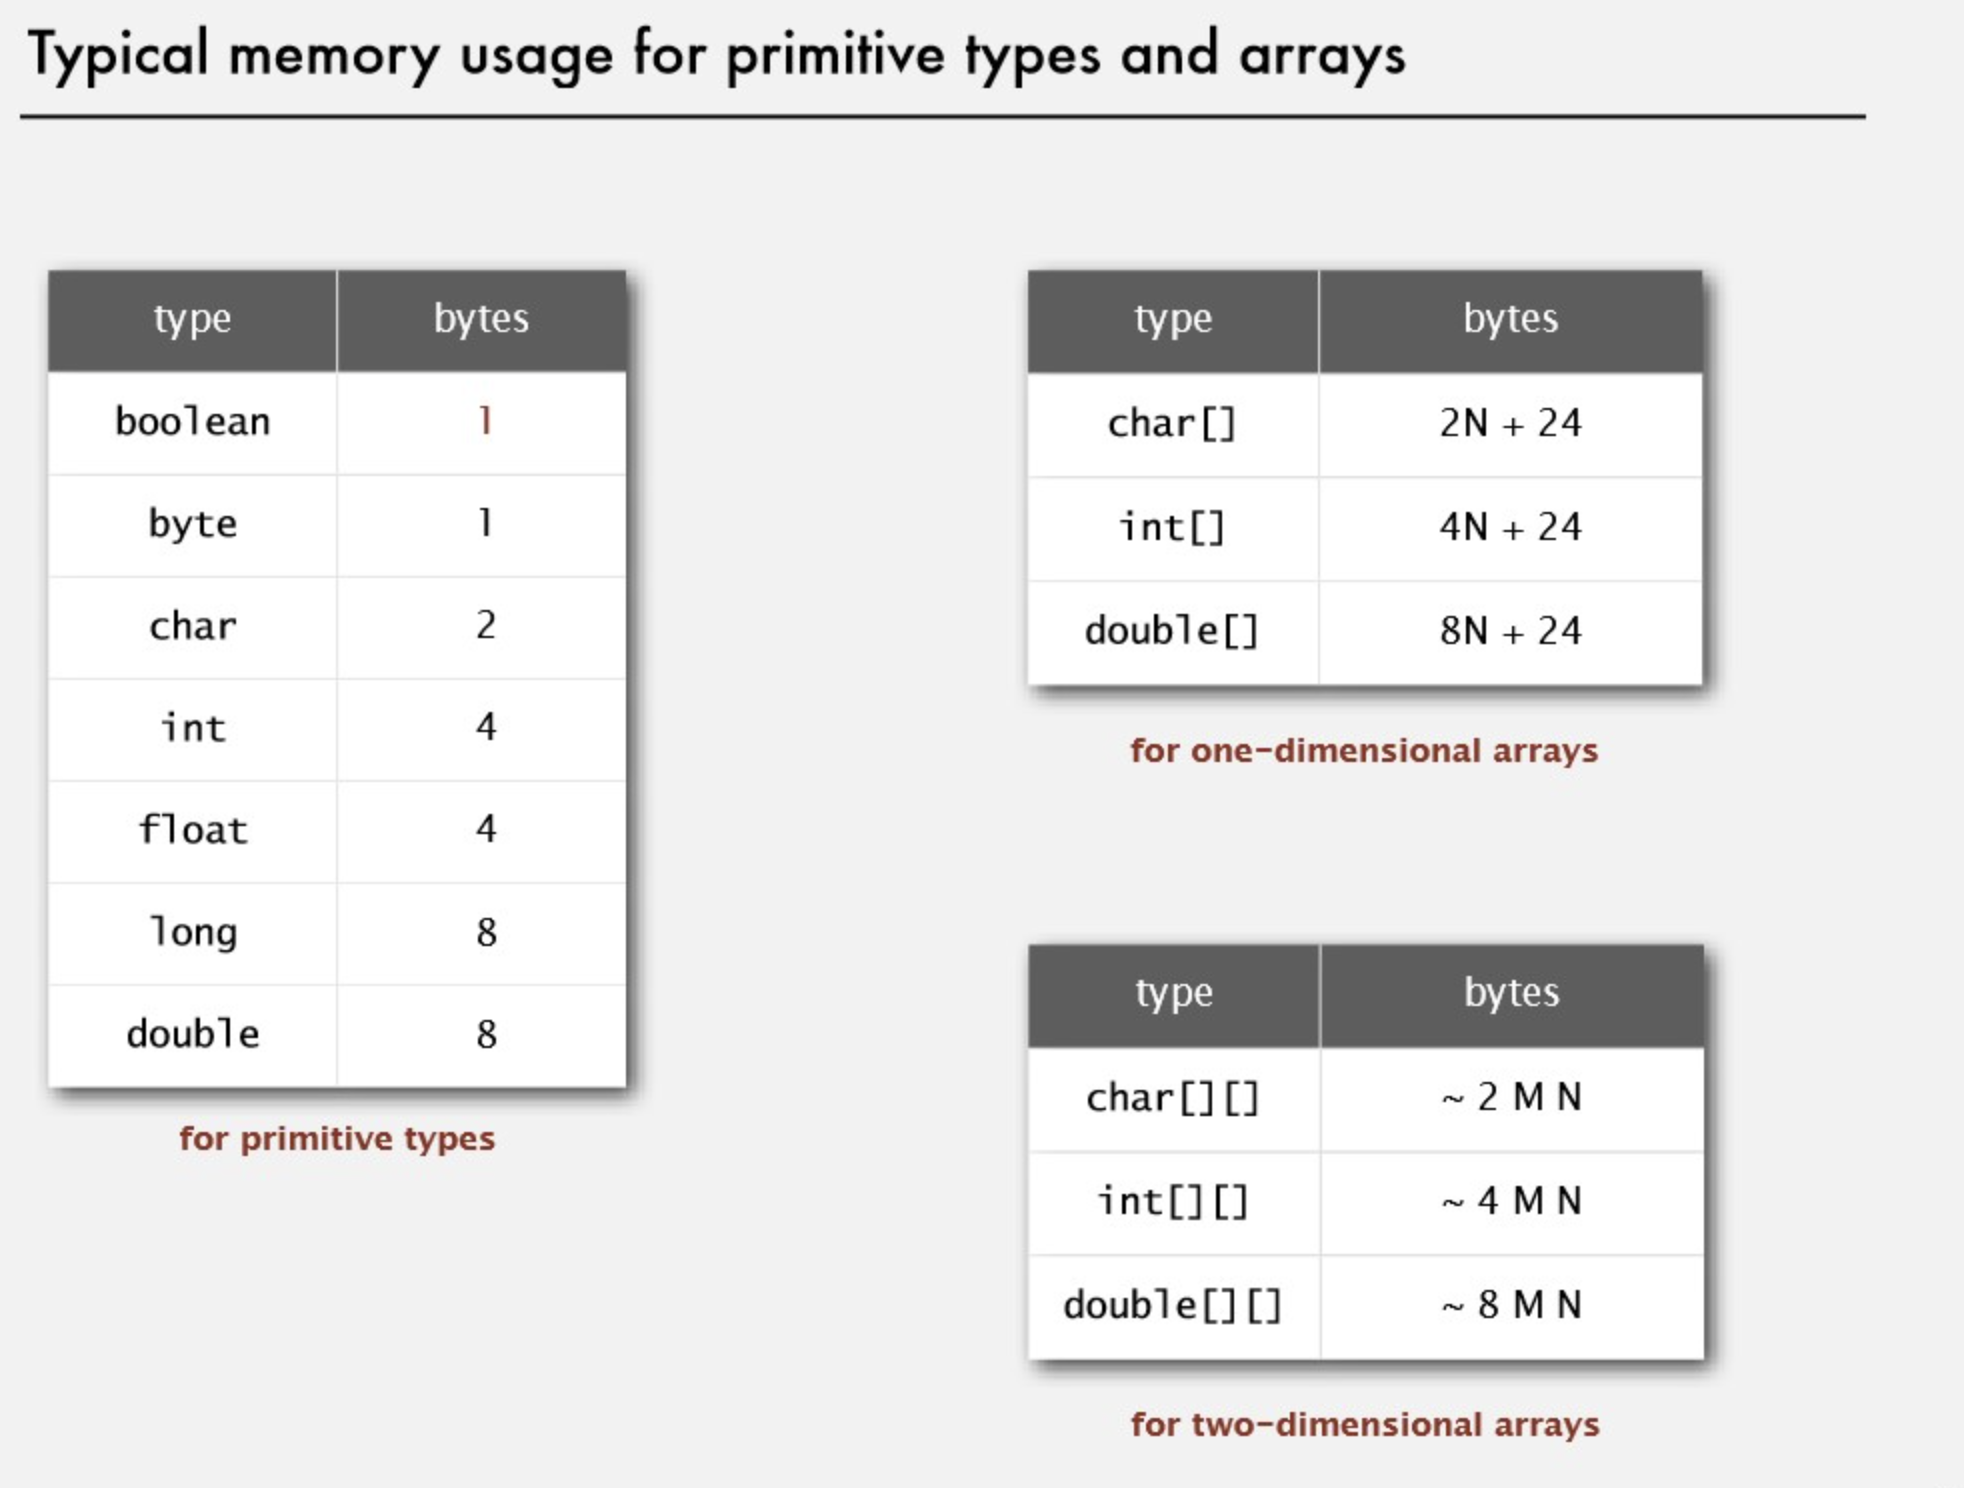 Typical memory usage for primitive types and arrays
type bytes
boolean 1
byte 1
char 2
int 4
float 4
long 8
double 8
for primitive types
type bytes
char[] 2N + 24
int[] 4N + 24
double[] 8N + 24
for one-dimensional arrays
type bytes
char[][] ~ 2 M N
int[][] ~ 4 M N
double[][] ~ 8 M N
for two-dimensional arrays